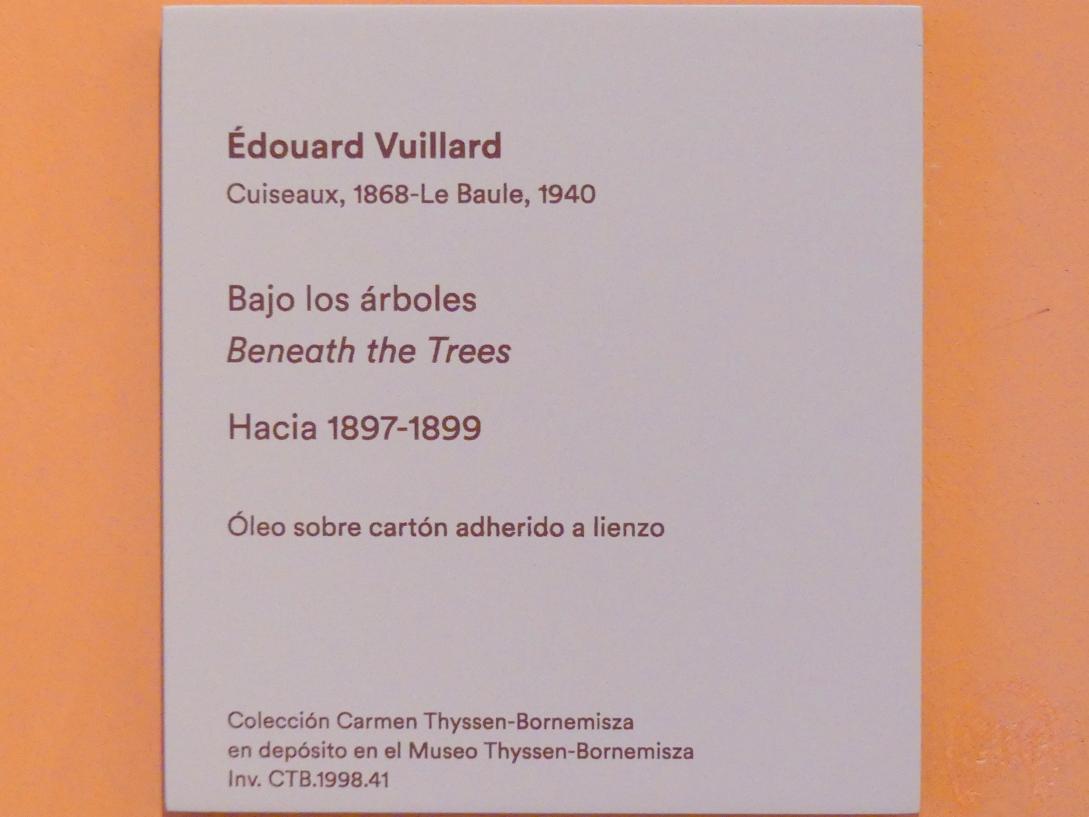 Édouard Vuillard
Cuiseaux, 1868-Le Baule, 1940
Bajo los árboles
Beneath the Trees
Hacia 1897-1899
Óleo sobre cartón adherido a lienzo
Colección Carmen Thyssen-Bornemisza
en depósito en el Museo Thyssen-Bornemisza
Inv. CTB.1998.41